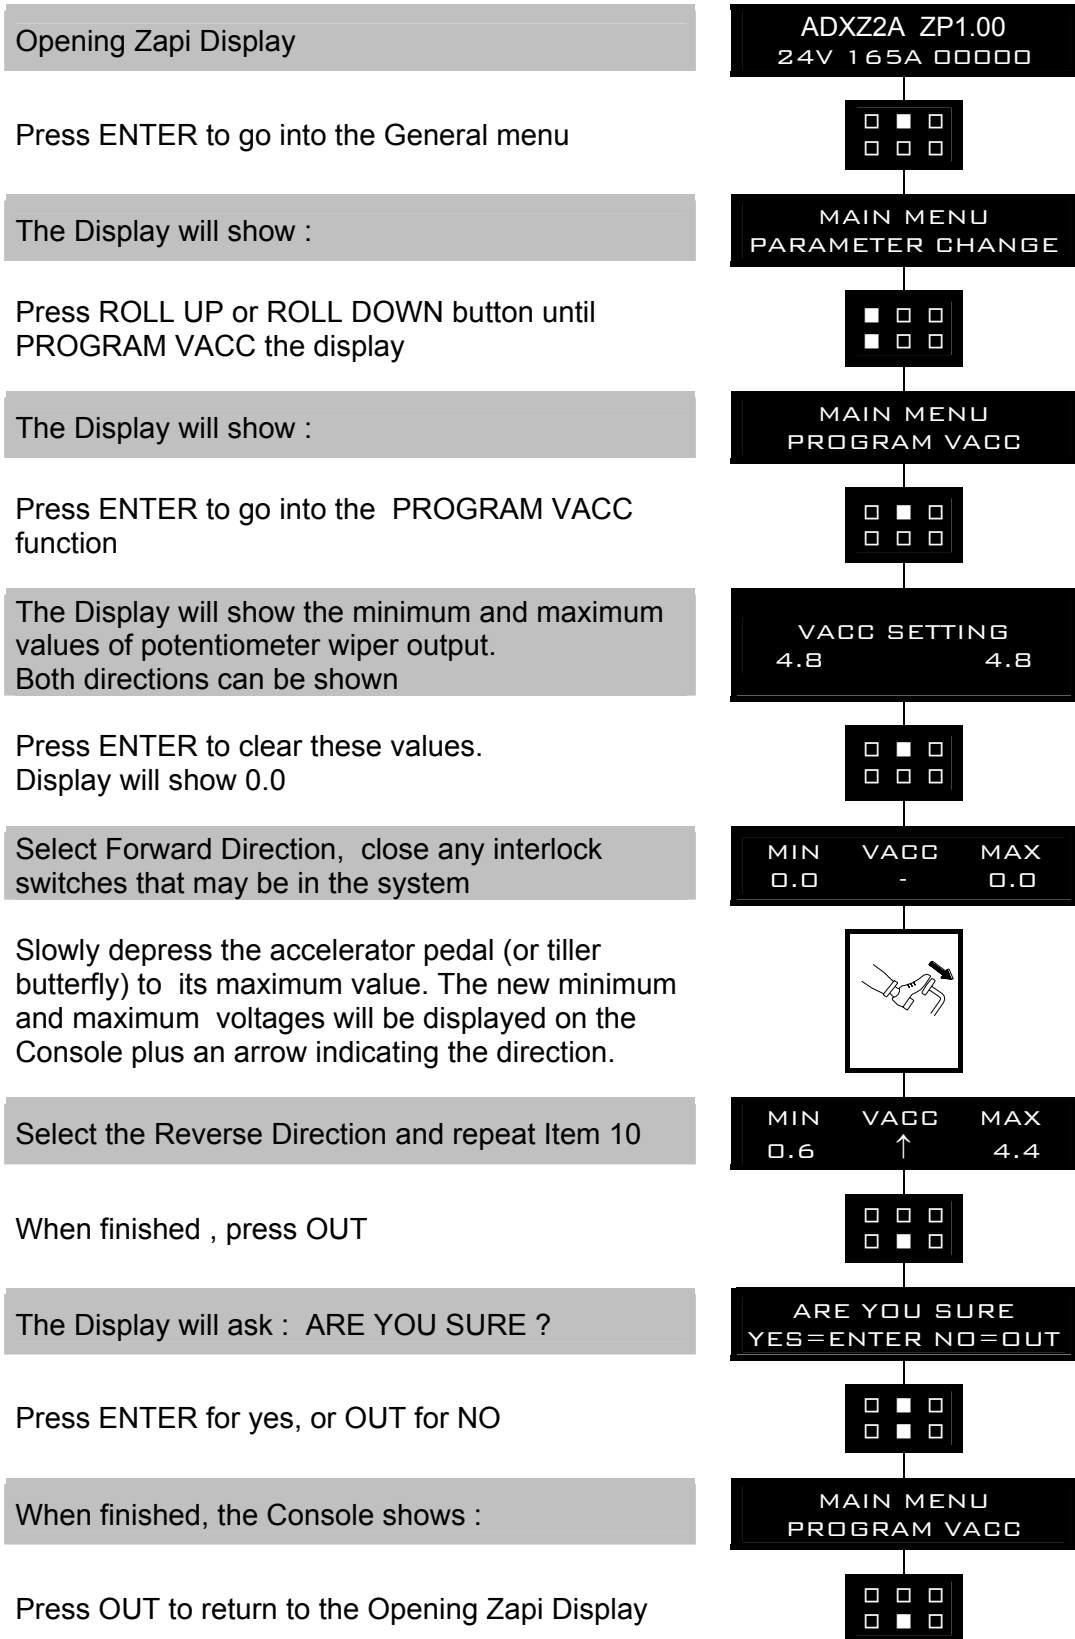 Opening Zapi Display
ADXZ2A ZP1.00
24V 165A 00000
Press ENTER to go into the General menu
The Display will show :
MAIN MENU
PARAMETER CHANGE
Press ROLL UP or ROLL DOWN button until
PROGRAM VACC the display
The Display will show :
MAIN MENU
PROGRAM VACC
Press ENTER to go into the PROGRAM VACC
function
The Display will show the minimum and maximum
values of potentiometer wiper output.
Both directions can be shown
VACC SETTING
4.8 4.8
Press ENTER to clear these values.
Display will show 0.0
Select Forward Direction, close any interlock
switches that may be in the system
MIN VACC MAX
0.0 - 0.0
Slowly depress the accelerator pedal (or tiller
butterfly) to its maximum value. The new minimum
and maximum voltages will be displayed on the
Console plus an arrow indicating the direction.
Select the Reverse Direction and repeat Item 10
MIN VACC MAX
0.6 ↑ 4.4
When finished , press OUT
The Display will ask : ARE YOU SURE ?
ARE YOU SURE
YES=ENTER NO=OUT
Press ENTER for yes, or OUT for NO
When finished, the Console shows :
MAIN MENU
PROGRAM VACC
Press OUT to return to the Opening Zapi Display